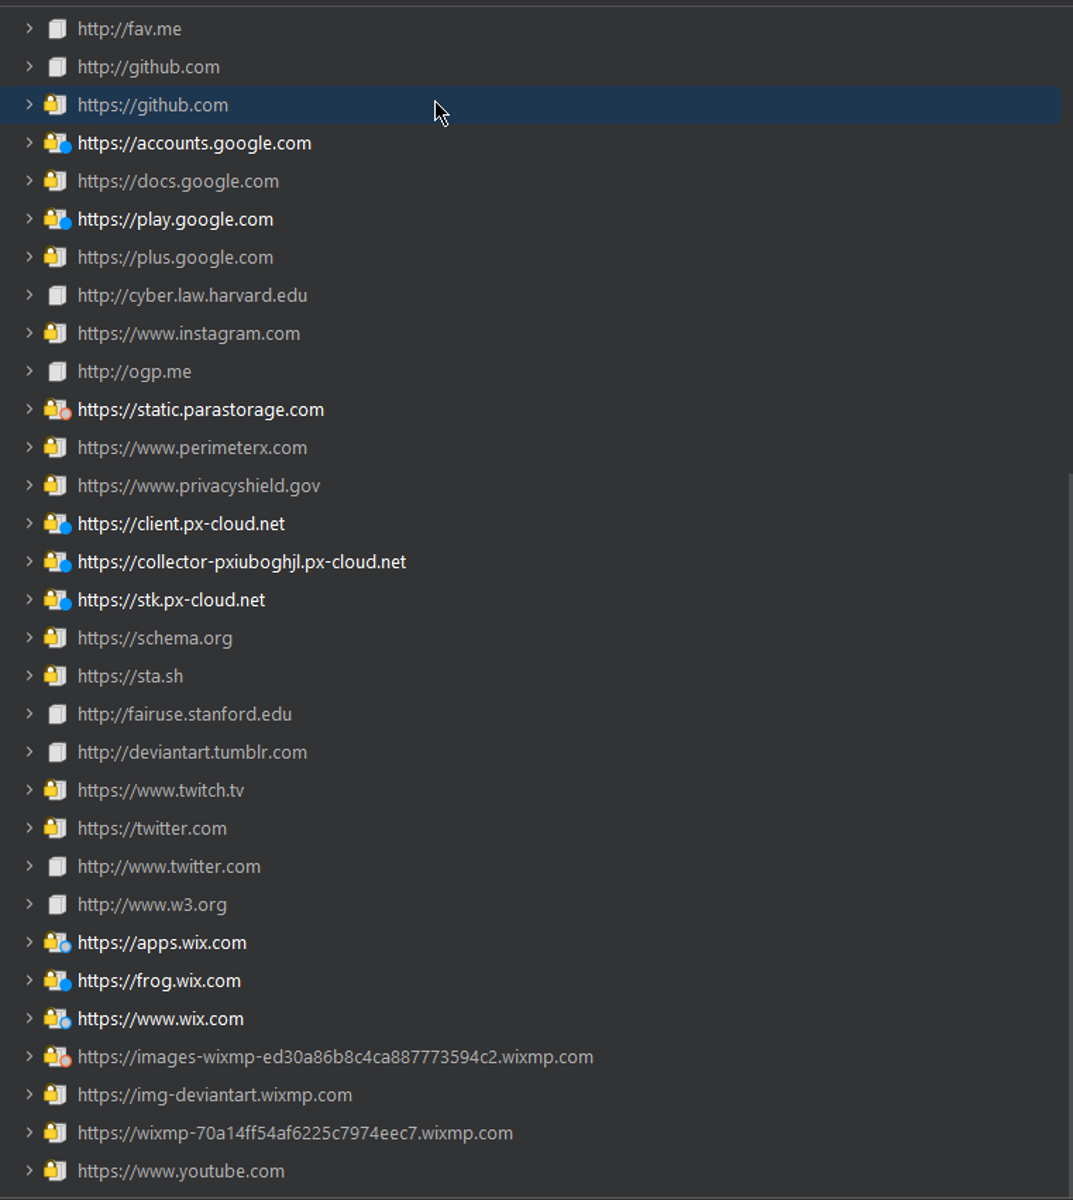 http://fav.me
http://github.com
https://github.com
https://accounts.google.com
https://docs.google.com
https://play.google.com
https://plus.google.com
http://cyber.law.harvard.edu
https://www.instagram.com
http://ogp.me
https://static.parastorage.com
https://www.perimeterx.com
https://www.privacyshield.gov
https://client.px-cloud.net
https://collector-pxiuboghjl.px-cloud.net
https://stk.px-cloud.net
https://schema.org
https://sta.sh
http://fairuse.stanford.edu
http://deviantart.tumblr.com
https://www.twitch.tv
https://twitter.com
http://www.twitter.com
http://www.w3.org
https://apps.wix.com
https://frog.wix.com
https://www.wix.com
https://images-wixmp-ed30a86b8c4ca887773594c2.wixmp.com
https://img-deviantart.wixmp.com
https://wixmp-70a14ff54af6225c7974eec7.wixmp.com
https://www.youtube.com